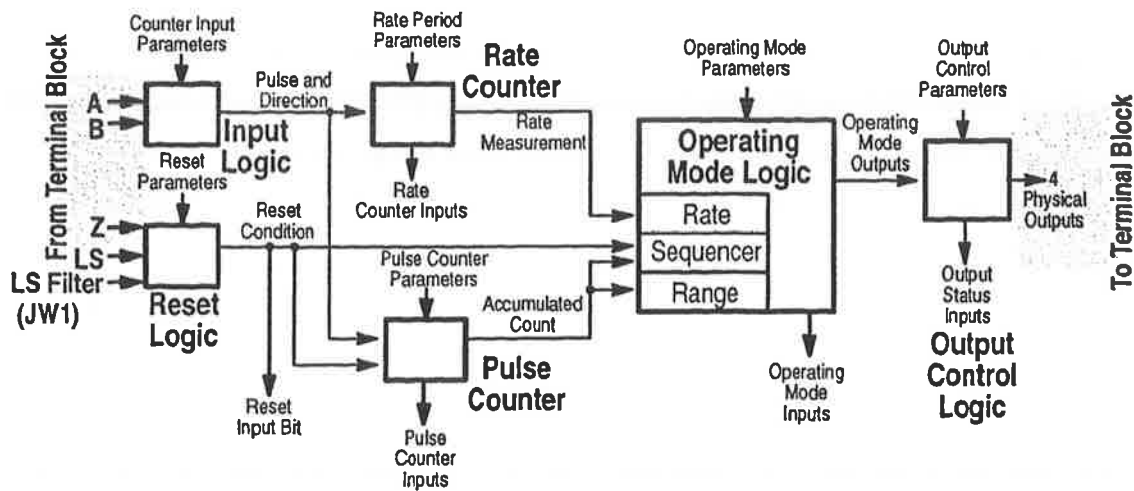 Counter Input
Parameters
Rate Period
Parameters
Rate
Counter
Operating Mode
Parameters
Output
Control
Parameters
From Terminal Block
A
B
Pulse and
Direction
Input
Logic
Rate
Measurement
Rate
Counter Inputs
Operating
Mode Logic
Operating
Mode
Outputs
4
Physical
Outputs
To Terminal Block
Reset
Parameters
Z
LS
LS Filter
(JW1)
Reset
Logic
Reset
Condition
Rate
Sequencer
Range
Pulse Counter
Parameters
Accumulated
Count
Pulse
Counter
Output
Status
Inputs
Output
Control
Logic
Operating
Mode
Inputs
Reset
Input Bit
Pulse
Counter
Inputs